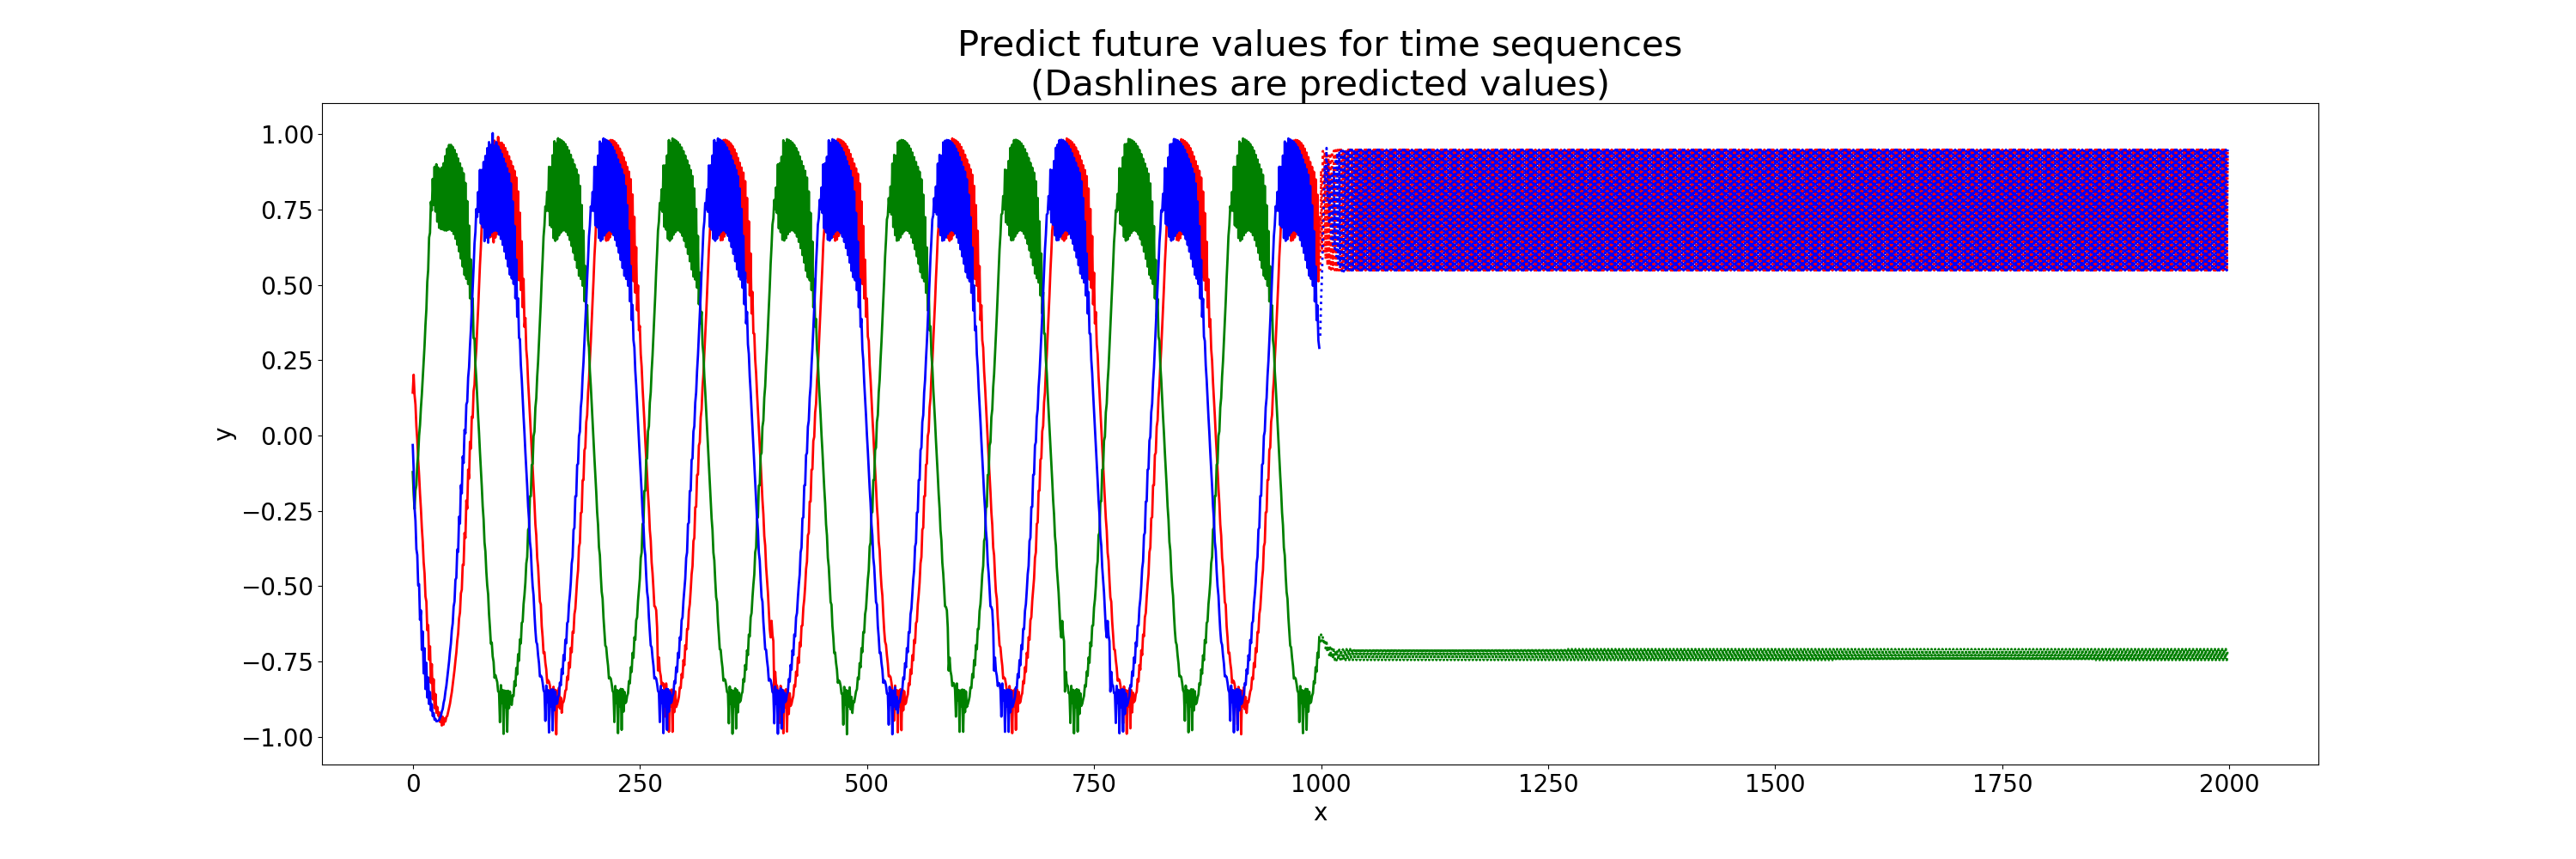 Predict future values for time sequences
(Dashlines are predicted values)
1.00
0.75
0.50
0.25
0.00
−0.25
−0.50
−0.75
−1.00
y
0 250 500 750 1000 1250 1500 1750 2000
x